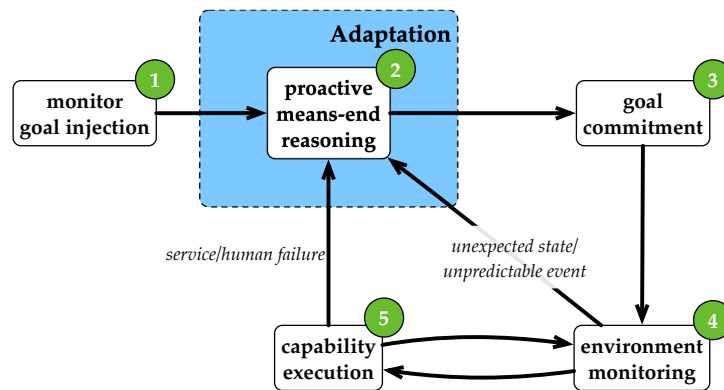 Adaptation
1
monitor
goal injection
2
proactive
means-end
reasoning
3
goal
commitment
service/human failure
unexpected state/
unpredictable event
5
capability
execution
4
environment
monitoring